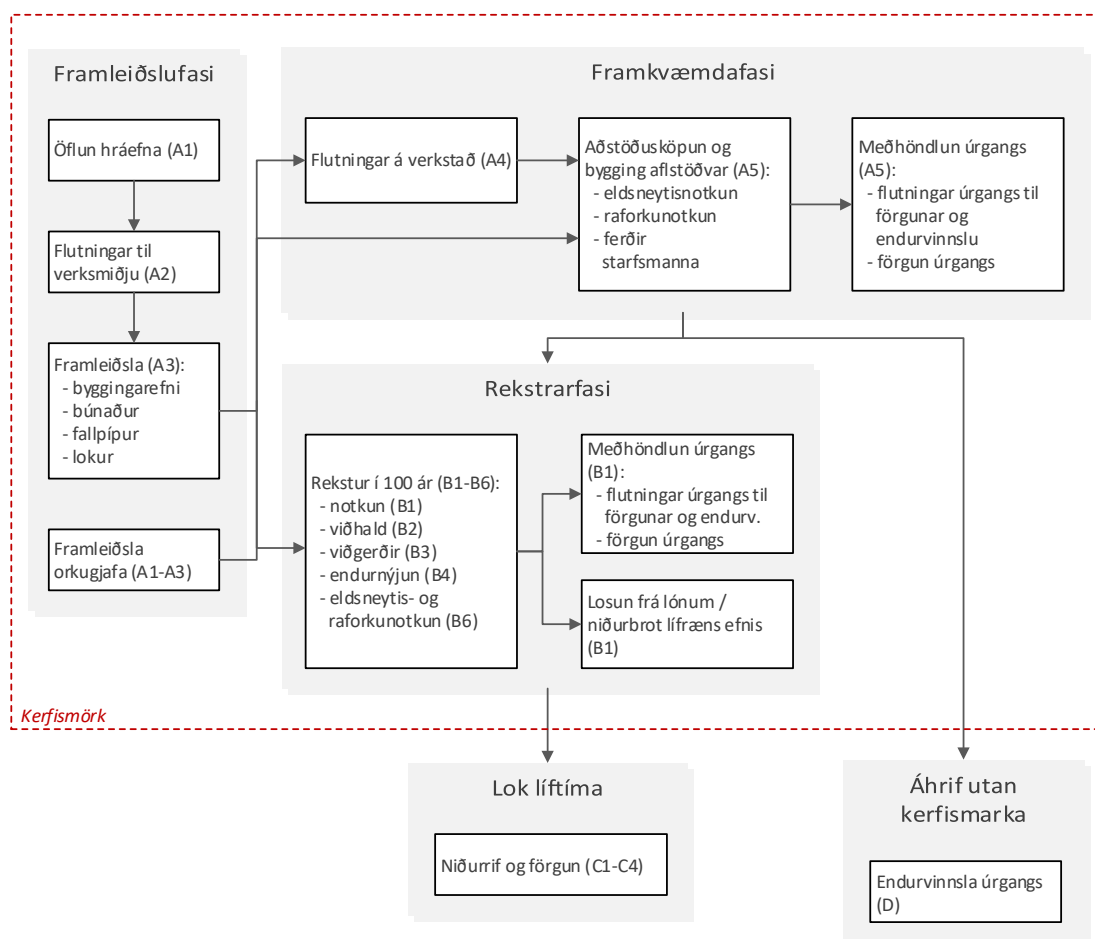 Framleiðslufasi
Öflun hráefna (A1)
Flutningar til
verksmiðju (A2)
Framleiðsla (A3):
- byggingarefni
- búnaður
- fallpípur
- lokur
Framleiðsla
orkugjafa (A1-A3)
Framkvæmdafasi
Flutningar á verkstað (A4)
Aðstöðusköpun og
bygging aflstöðvar (A5):
- eldsneytisnotkun
- raforkunotkun
- ferðir
starfsmanna
Meðhöndlun úrgangs
(A5):
- flutningar úrgangs til
förgunar og
endurvinnslu
- förgun úrgangs
Rekstrarfasi
Rekstur í 100 ár (B1-B6):
- notkun (B1)
- viðhald (B2)
- viðgerðir (B3)
- endurnýjun (B4)
- eldsneytis- og
raforkunotkun (B6)
Meðhöndlun úrgangs
(B1):
- flutningar úrgangs til
förgunar og endurv.
- förgun úrgangs
Losun frá lónum /
niðurbrot lífræns efnis
(B1)
Kerfismörk
Lok líftíma
Niðurrif og förgun (C1-C4)
Áhrif utan
kerfismarka
Endurvinnsla úrgangs
(D)